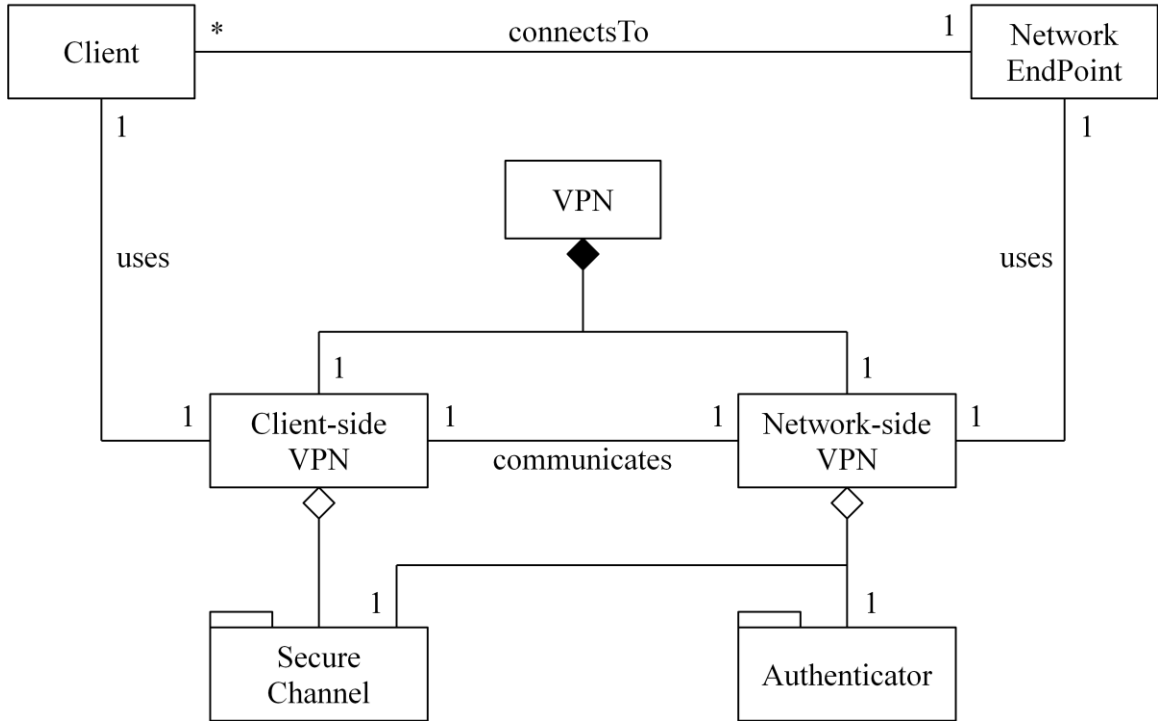 Client
*
connectsTo
1
Network
EndPoint
1
1
VPN
uses
uses
1
1
1
Client-side
VPN
1
communicates
1
Network-side
VPN
1
1
1
Secure
Channel
Authenticator